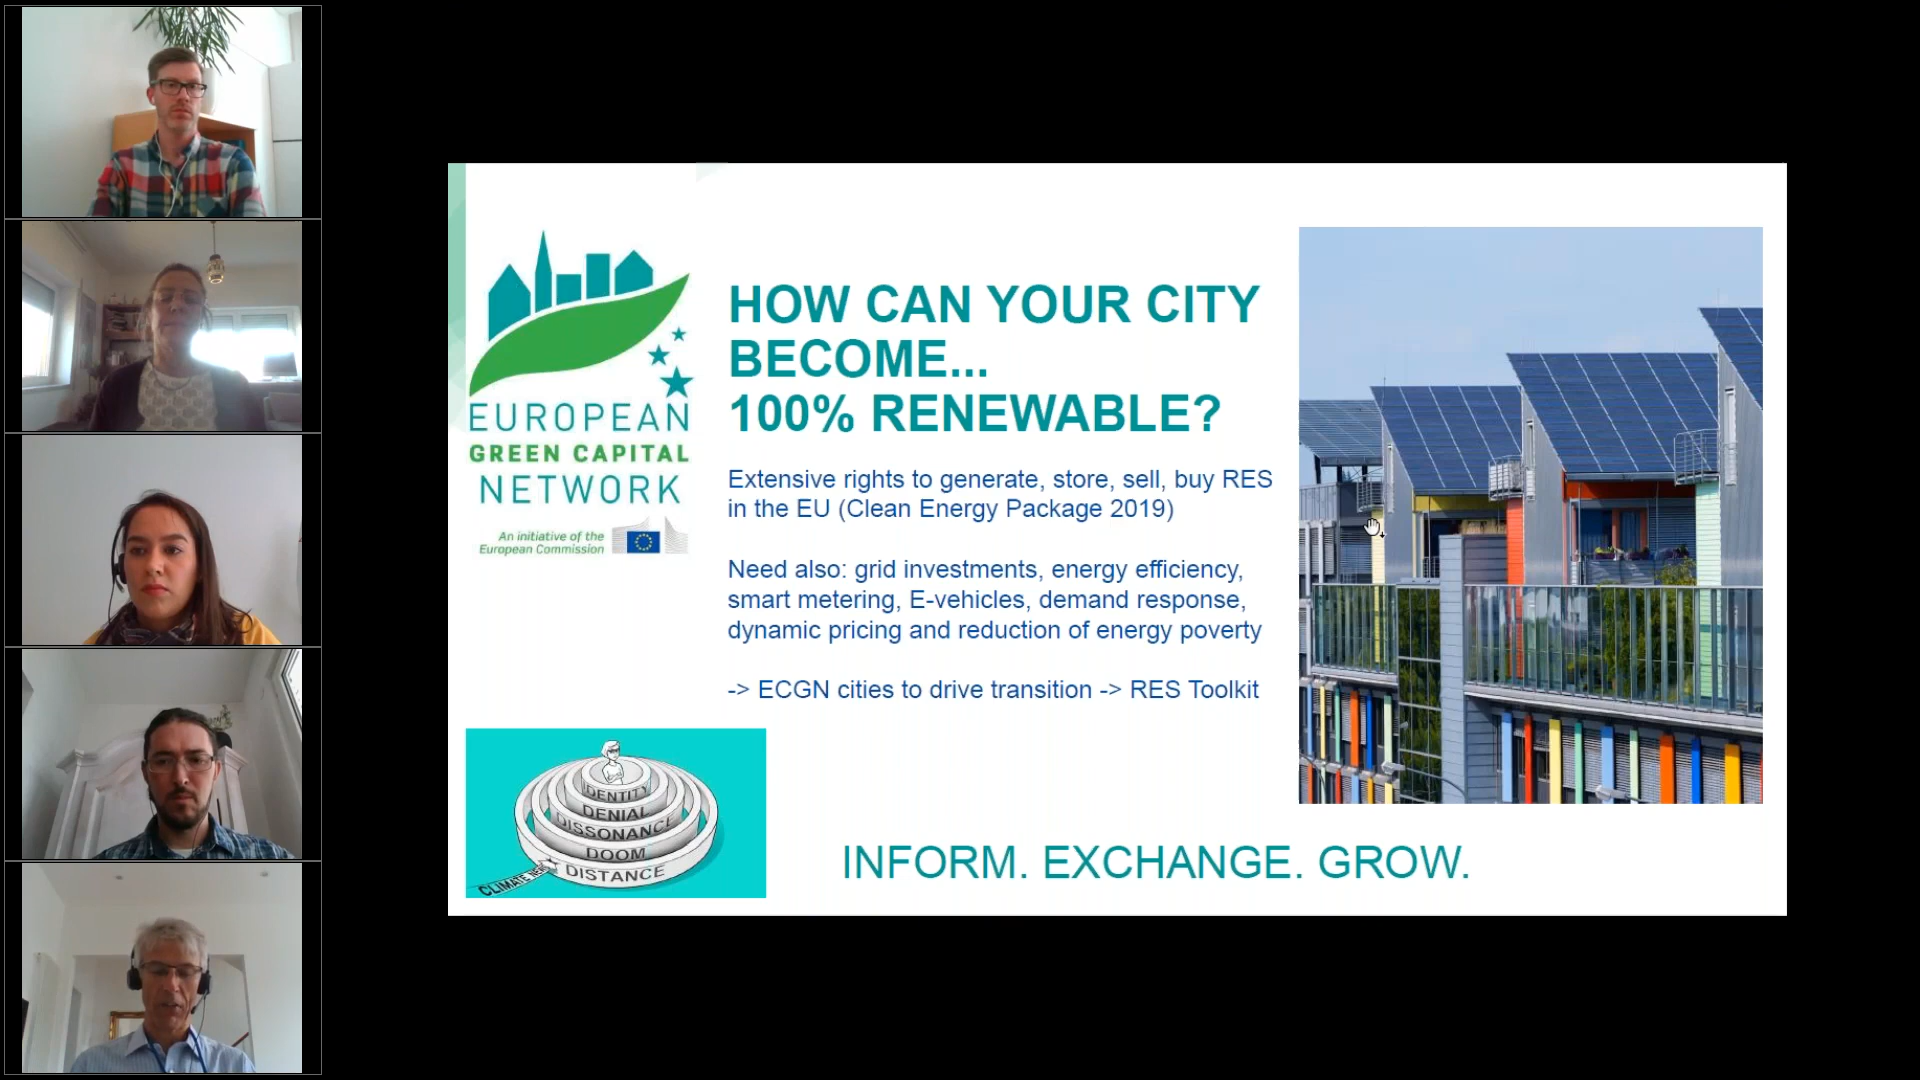 EUROPEAN
GREEN CAPITAL
NETWORK
An initiative of the
European Commission
HOW CAN YOUR CITY
BECOME...
100% RENEWABLE?
Extensive rights to generate, store, sell, buy RES
in the EU (Clean Energy Package 2019)
Need also: grid investments, energy efficiency,
smart metering, E-vehicles, demand response,
dynamic pricing and reduction of energy poverty
-> ECGN cities to drive transition -> RES Toolkit
IDENTITY
DENIAL
DISSONANCE
DOOM
DISTANCE
CLIMATE
INFORM. EXCHANGE. GROW.